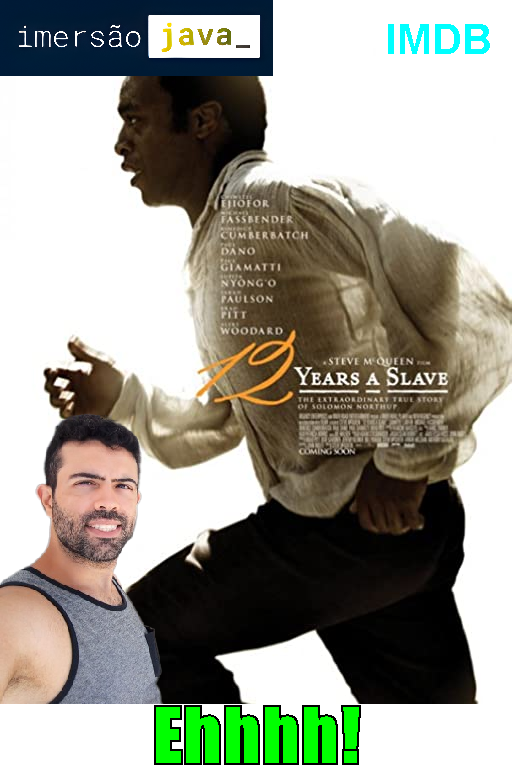 imersão java_
IMDB
CHIWETEL
EJIOFOR
MICHAEL
FASSBENDER
BENEDICT
CUMBERBATCH
PAUL
DANO
PAUL
GIAMATTI
LUPITA
NYONG'O
SARAH
PAULSON
BRAD
PITT
ALFRE
WOODARD
A STEVE McQUEEN FILM
12 YEARS A SLAVE
THE EXTRAORDINARY TRUE STORY
OF SOLOMON NORTHUP
COMING SOON
Ehhhh!